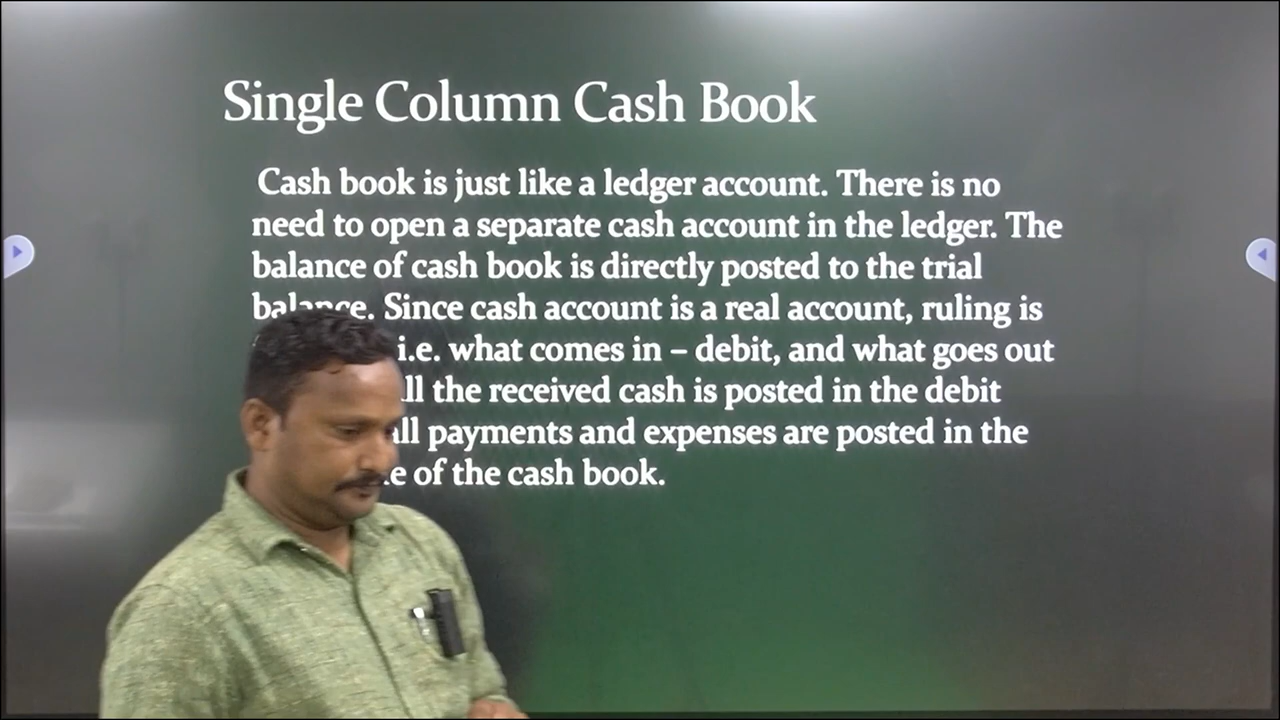 Single Column Cash Book
Cash book is just like a ledger account. There is no
need to open a separate cash account in the ledger. The
balance of cash book is directly posted to the trial
balance. Since cash account is a real account, ruling is
i.e. what comes in – debit, and what goes out
the received cash is posted in the debit
all payments and expenses are posted in the
of the cash book.